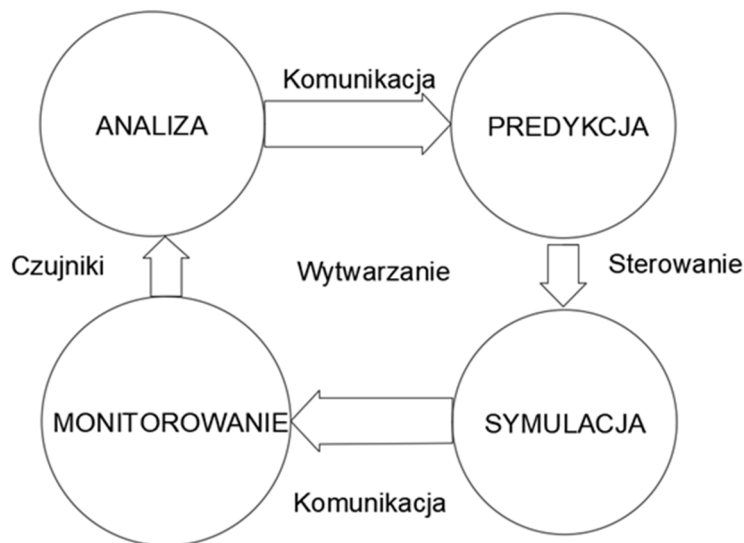 Komunikacja
ANALIZA
PREDYKCJA
Czujniki
Wytwarzanie
Sterowanie
MONITOROWANIE
SYMULACJA
Komunikacja